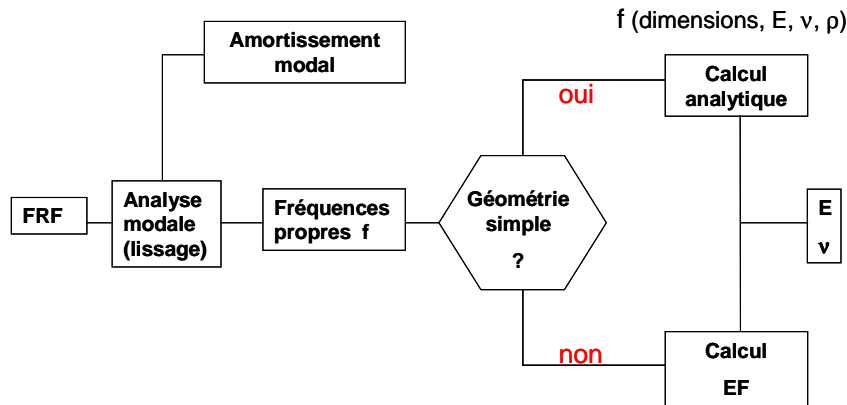 f (dimensions, E, ν, ρ)
Amortissement
modal
Calcul
analytique
oui
FRF
Analyse
modale
(lissage)
Fréquences
propres f
Géométrie
simple
?
E
ν
non
Calcul
EF